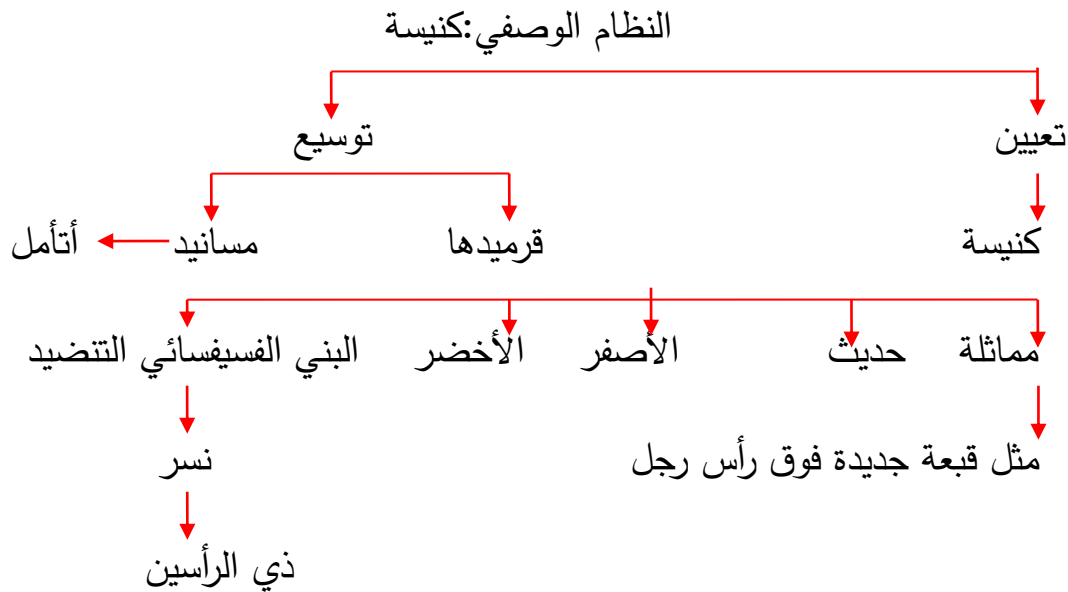 النظام الوصفي:كنيسة
تعيين توسيع
كنيسة قرميدها مسانيد أتأمل
مماثلة حديث الأصفر الأخضر البني الفسيفسائي التنضيد
مثل قبعة جديدة فوق رأس رجل نسر
ذي الرأسين